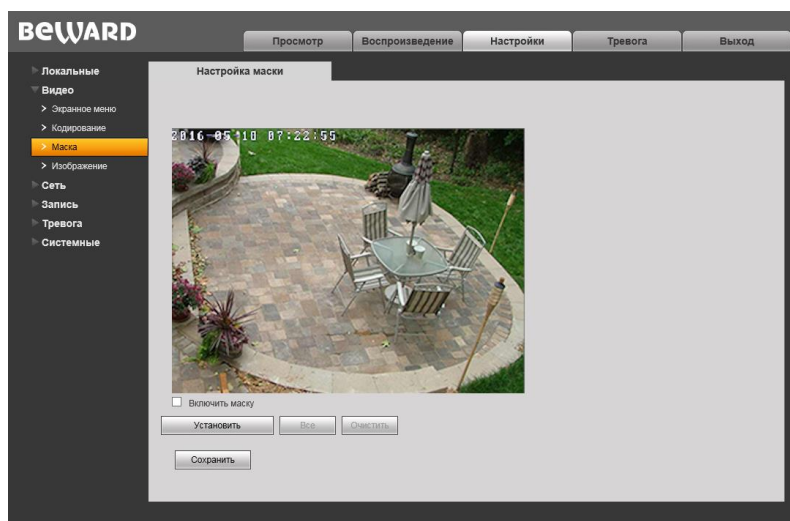 BEWARD
Просмотр
Воспроизведение
Настройки
Тревога
Выход
Локальные
Видео
> Экранное меню
> Кодирование
> Маска
> Изображение
Сеть
Запись
Тревога
Системные
Настройка маски
2016-05-10 07:22:55
Включить маску
Установить
Все
Очистить
Сохранить